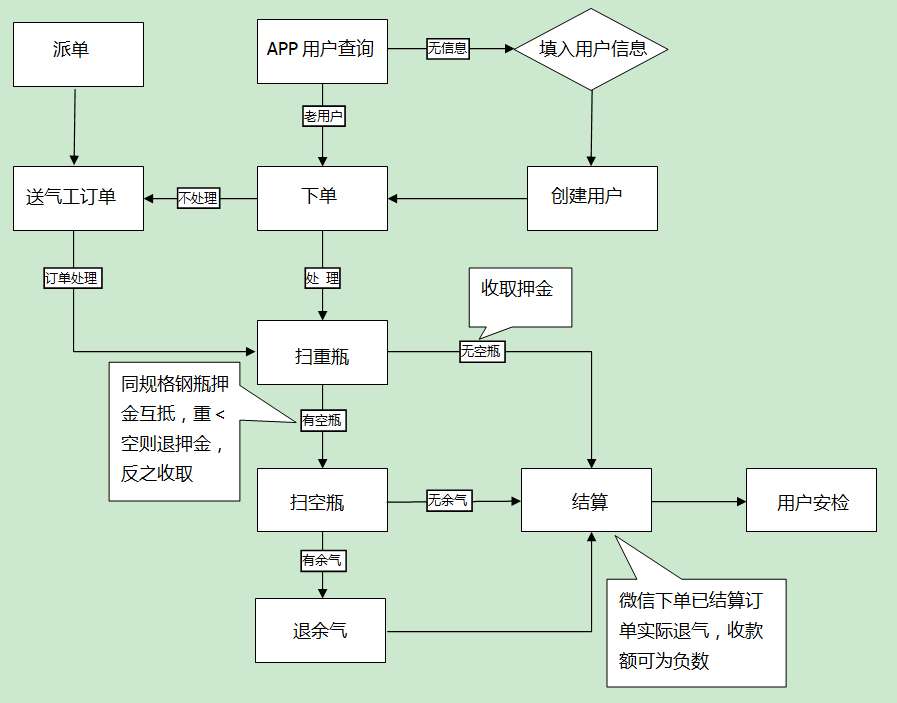 派单
APP 用户查询
无信息
填入用户信息
老用户
送气工订单
不处理
下单
创建用户
订单处理
处 理
收取押金
扫重瓶
无空瓶
同规格钢瓶押
金互抵，重 <
空则退押金，
反之收取
有空瓶
扫空瓶
无余气
结算
用户安检
有余气
退余气
微信下单已结算订
单实际退气，收款
额可为负数